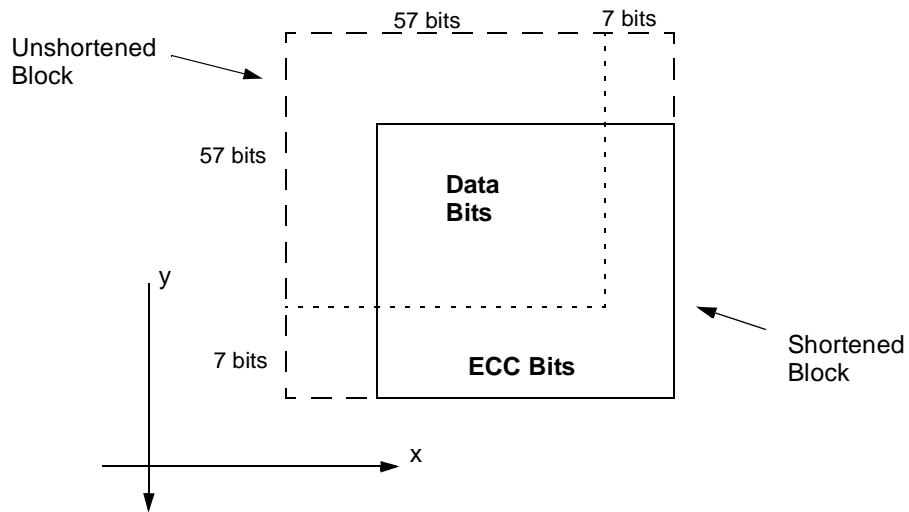 57 bits
7 bits
Unshortened
Block
57 bits
Data
Bits
y
7 bits
ECC Bits
Shortened
Block
x